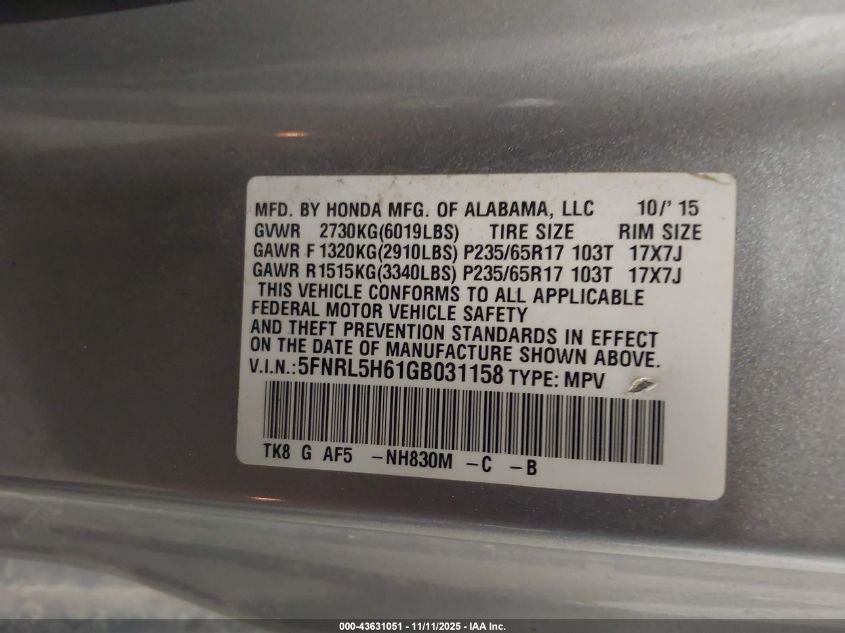 MFD. BY HONDA MFG. OF ALABAMA, LLC 10/'15
GVWR 2730KG(6019LBS) TIRE SIZE RIM SIZE
GAWR F 1320KG(2910LBS) P235/65R17 103T 17X7J
GAWR R1515KG(3340LBS) P235/65R17 103T 17X7J
THIS VEHICLE CONFORMS TO ALL APPLICABLE
FEDERAL MOTOR VEHICLE SAFETY
AND THEFT PREVENTION STANDARDS IN EFFECT
ON THE DATE OF MANUFACTURE SHOWN ABOVE.
V.I.N.:5FNRL5H61GB031158 TYPE: MPV
TK8 G AF5 -NH830M -C -B
000-43631051 - 11/11/2025 - IAA Inc.